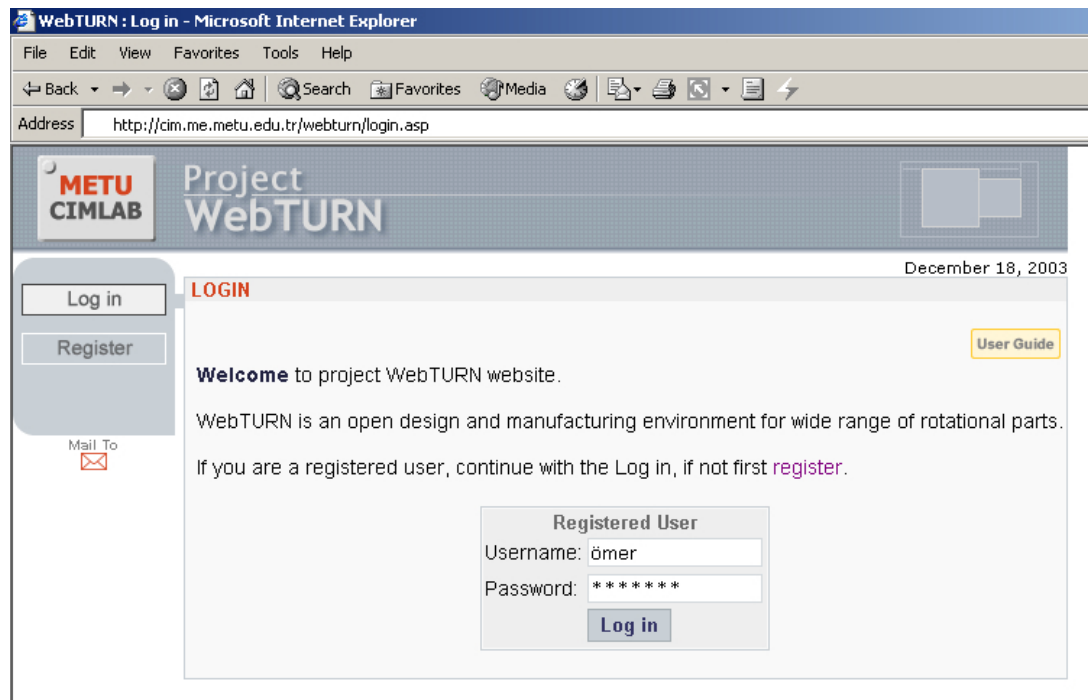 WebTURN : Log in - Microsoft Internet Explorer
File Edit View Favorites Tools Help
Back Search Favorites Media
Address http://cim.me.metu.edu.tr/webturn/login.asp
METU
CIMLAB
Project
WebTURN
December 18, 2003
Log in
Register
Mail To
LOGIN
User Guide
Welcome to project WebTURN website.
WebTURN is an open design and manufacturing environment for wide range of rotational parts.
If you are a registered user, continue with the Log in, if not first register.
Registered User
Username: ömer
Password: *******
Log in